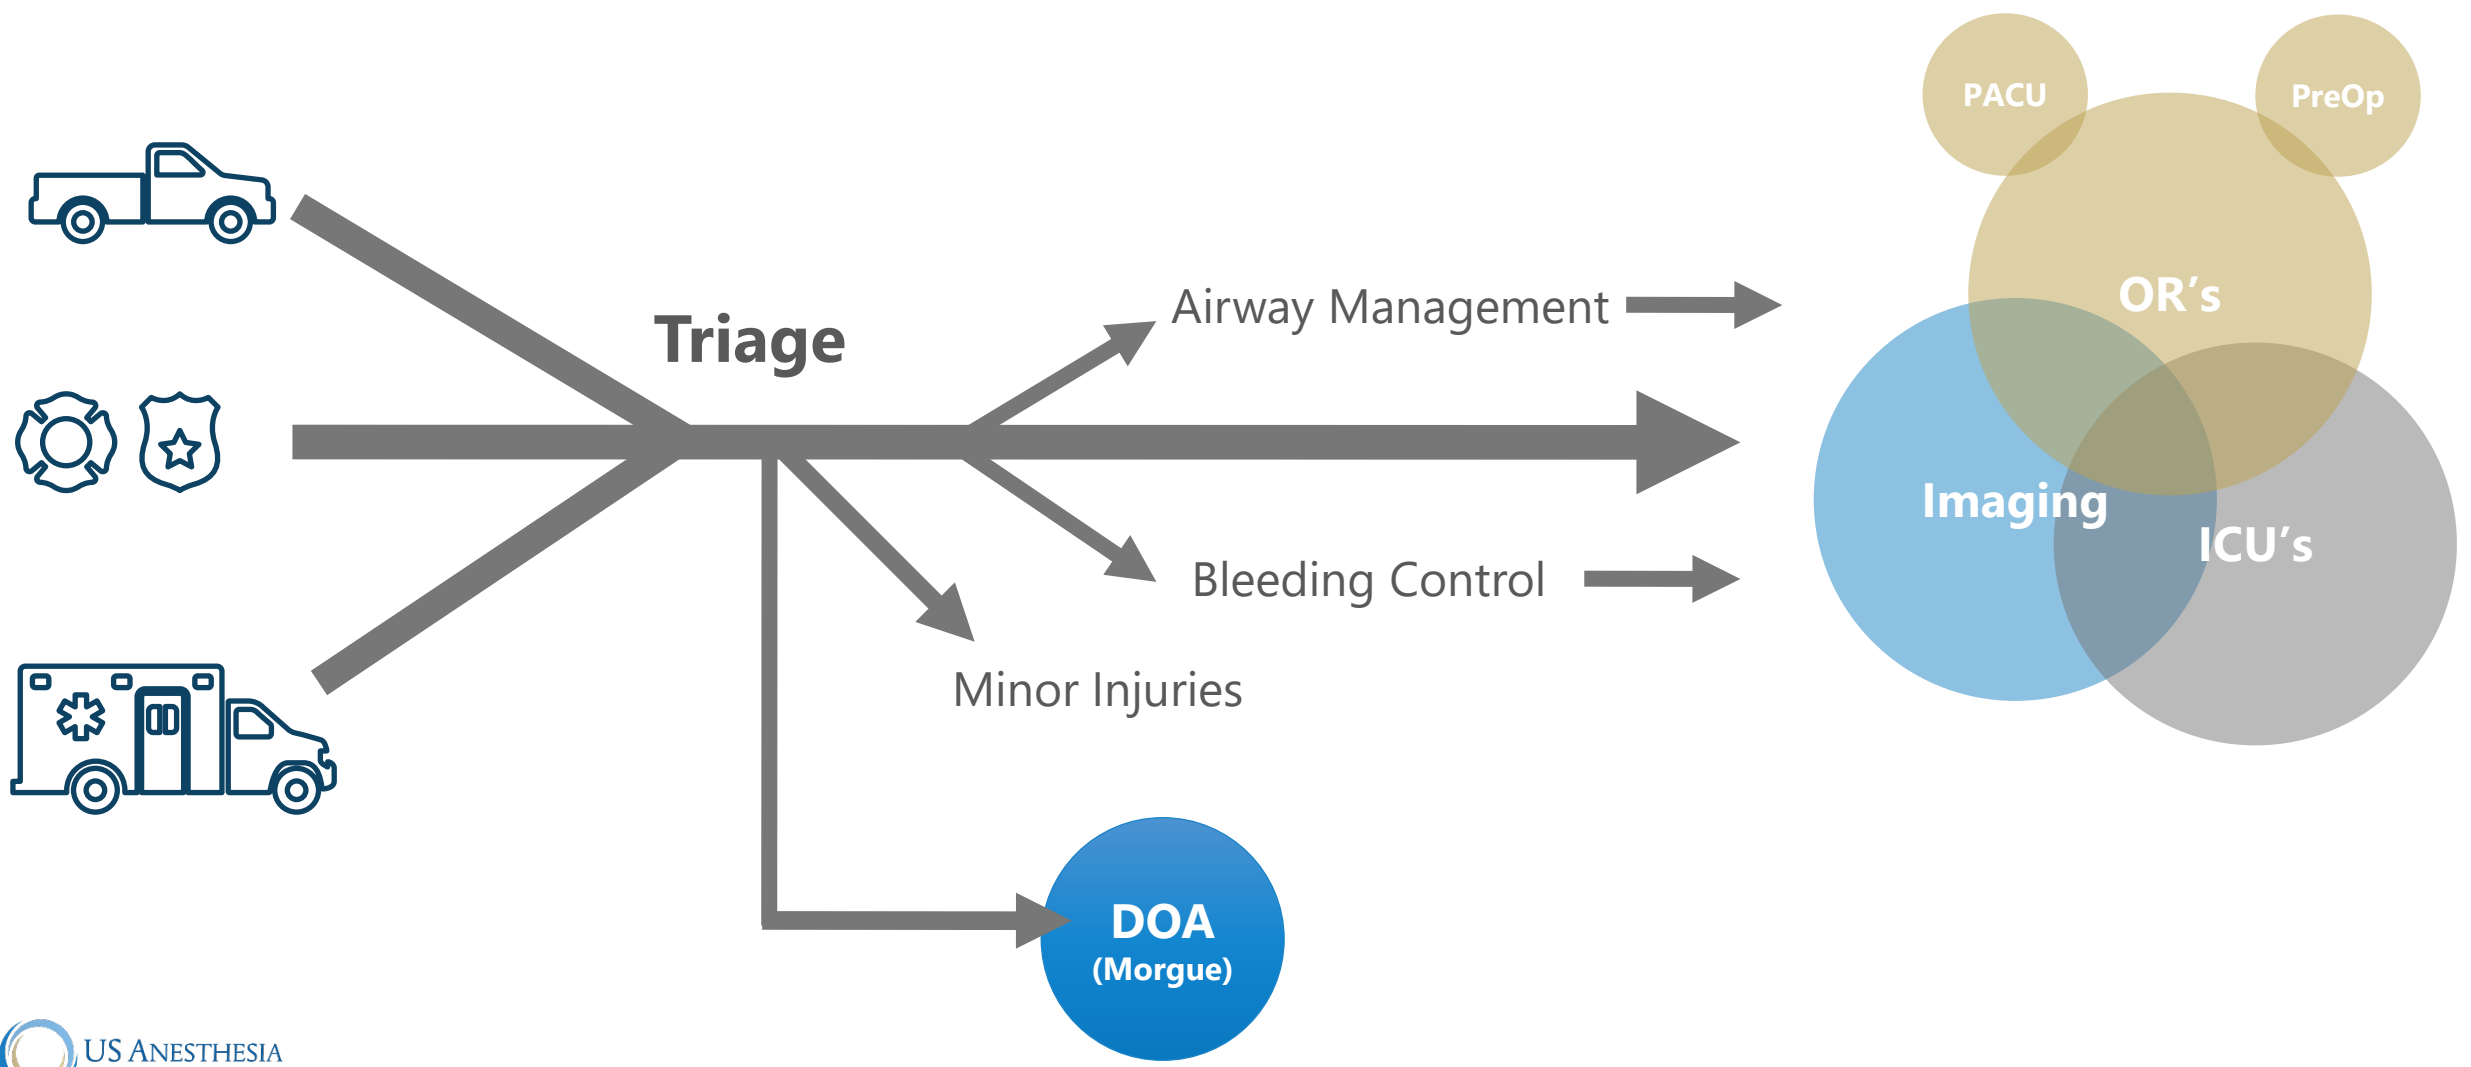 PACU
PreOp
OR's
Triage
Airway Management
Imaging
ICU's
Bleeding Control
Minor Injuries
DOA
(Morgue)
US ANESTHESIA